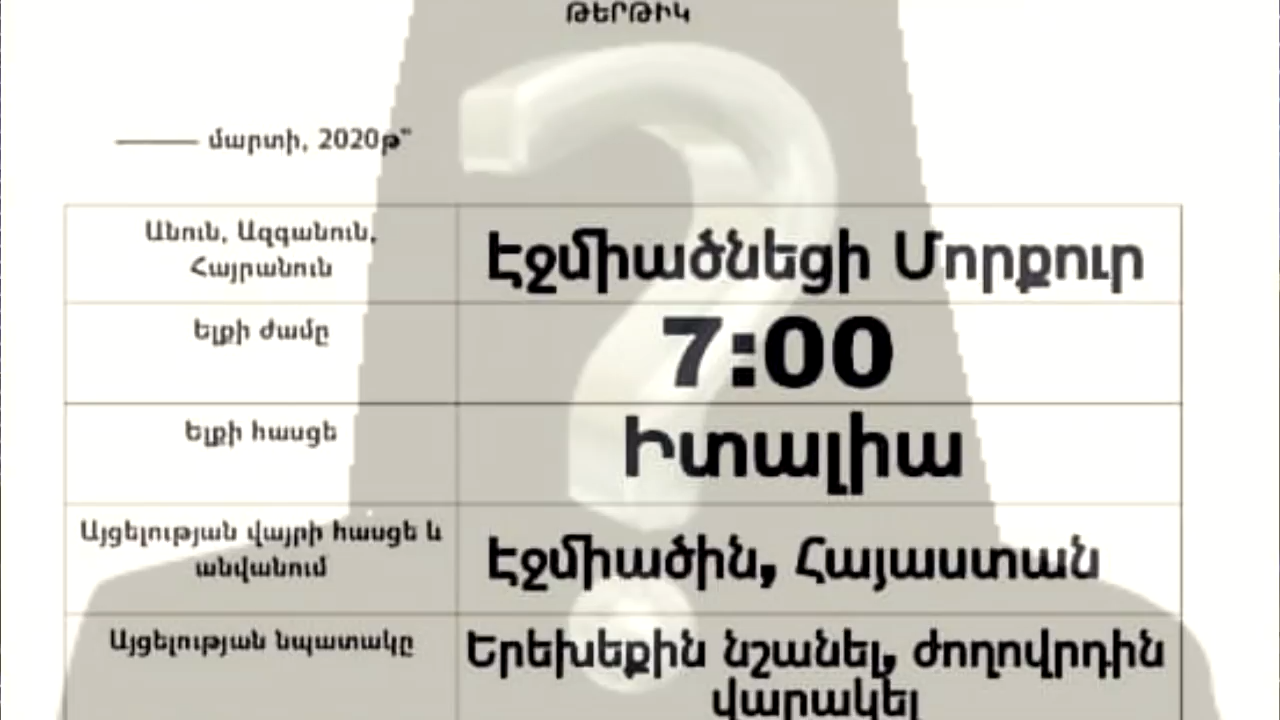 ԹԵՐԹԻԿ
մարտի, 2020թ՟
Անուն, Ազգանուն,
Հայրանուն
Էջմիածնեցի Մորքուր
Ելքի ժամը
7:00
Ելքի հասցե
Իտալիա
Այցելության վայրի հասցե և
անվանում
Էջմիածին, Հայաստան
Այցելության նպատակը
Երեխեքին նշանել, ժողովրդին
վարակել